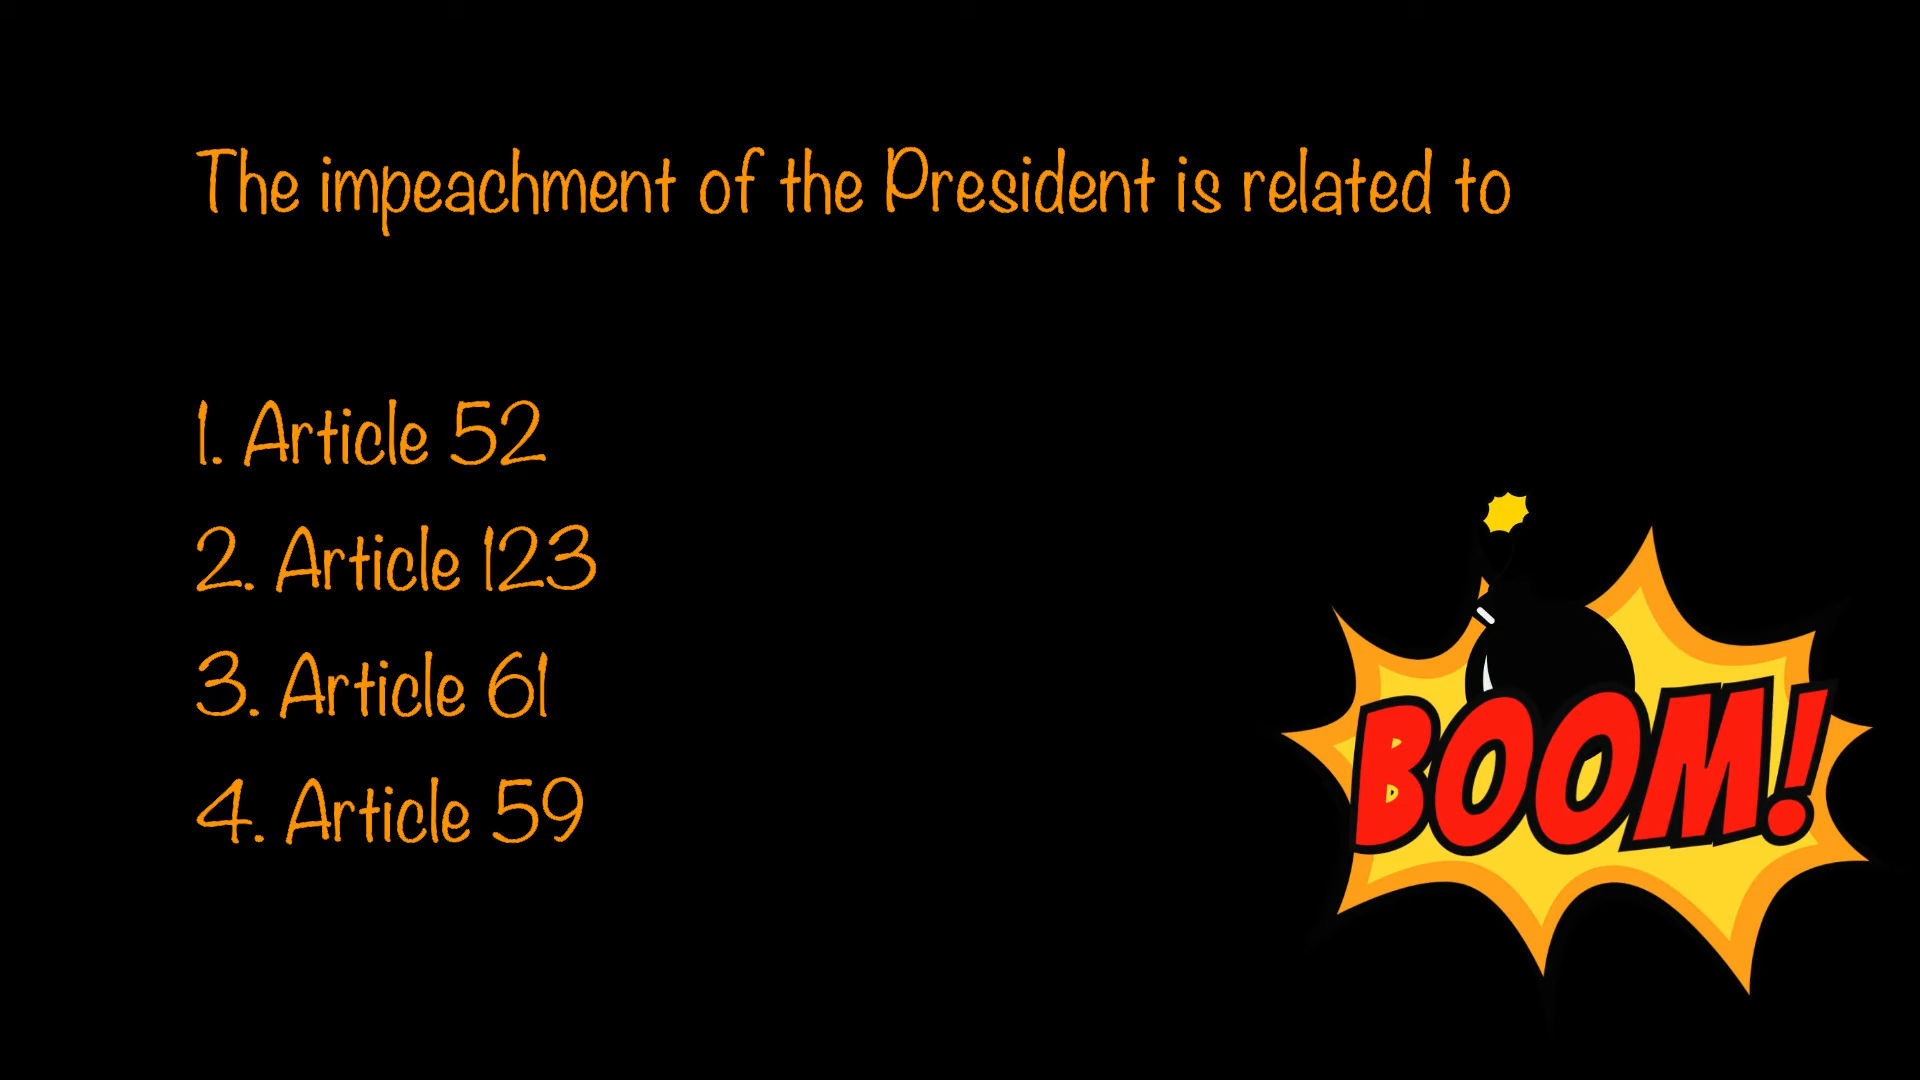 The impeachment of the President is related to
1. Article 52
2. Article 123
3. Article 61
4. Article 59
BOOM!